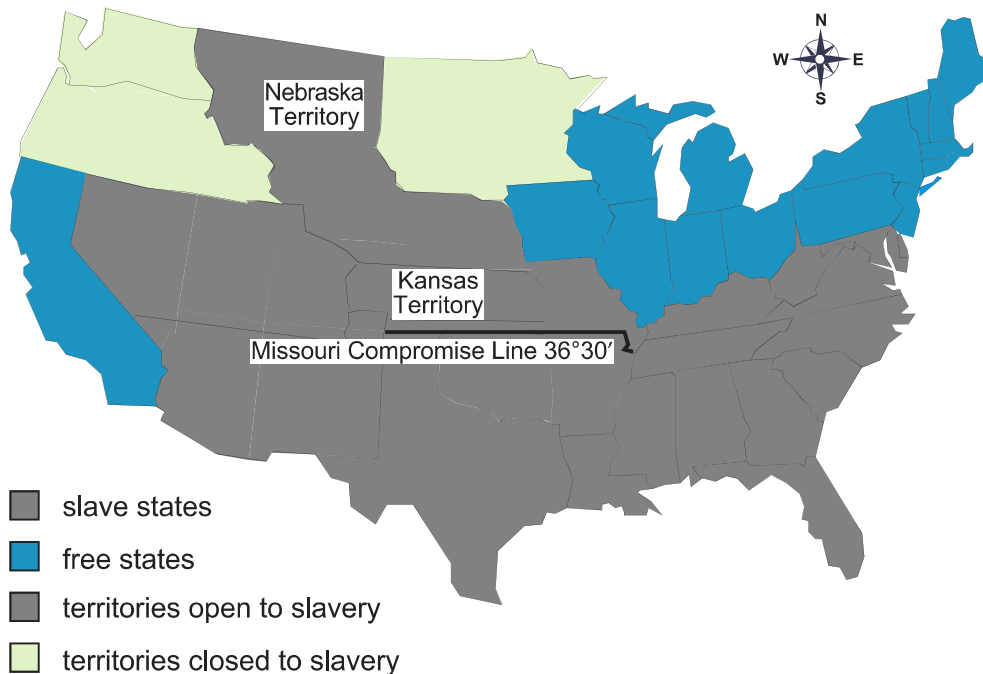 N
W E
S
Nebraska
Territory
Kansas
Territory
Missouri Compromise Line 36°30′
slave states
free states
territories open to slavery
territories closed to slavery